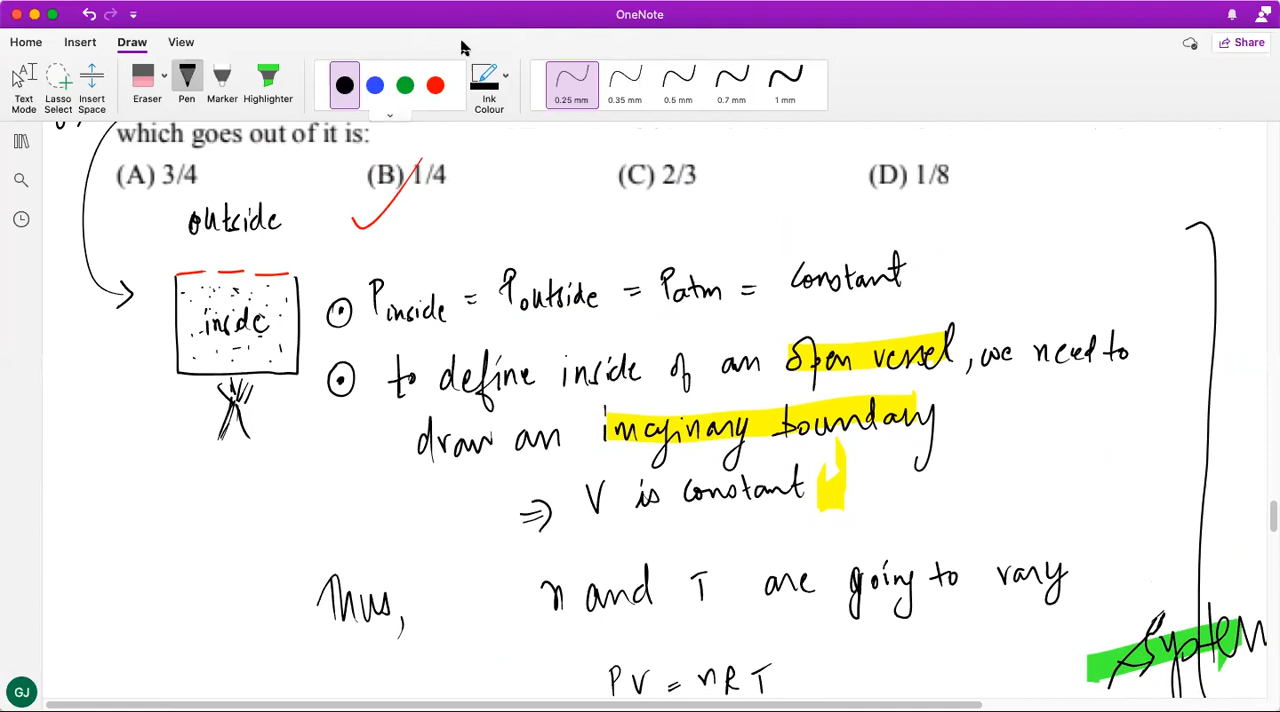 OneNote
Home Insert Draw View
Share
Text Mode
Lasso Select
Insert Space
Eraser
Pen
Marker
Highlighter
Ink Colour
0.25 mm
0.35 mm
0.5 mm
0.7 mm
1 mm
which goes out of it is:
(A) 3/4 (B) 1/4 (C) 2/3 (D) 1/8
outside
inside
Pinside = Poutside = Patm = constant
to define inside of an open vessel, we need to
draw an imaginary boundary
⇒ V is constant
Thus, n and T are going to vary
System
PV = nRT
GJ